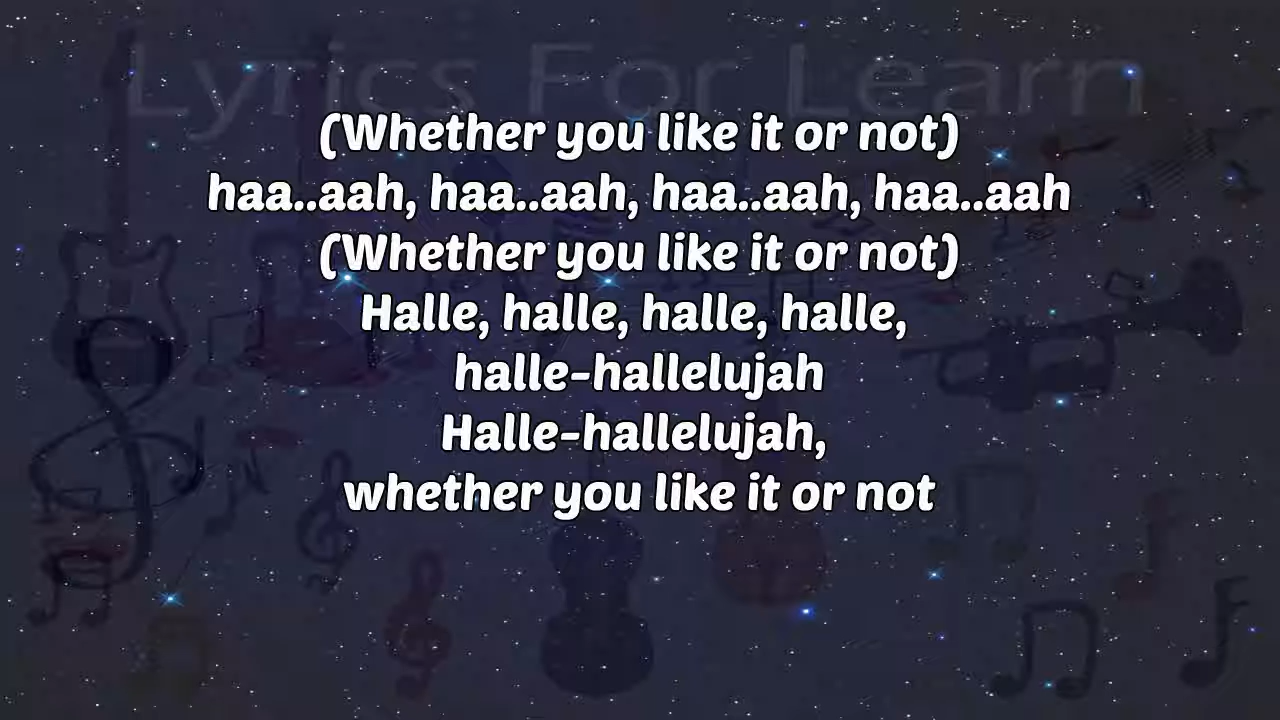 Lyrics For Learn
(Whether you like it or not)
haa..aah, haa..aah, haa..aah, haa..aah
(Whether you like it or not)
Halle, halle, halle, halle,
halle-hallelujah
Halle-hallelujah,
whether you like it or not